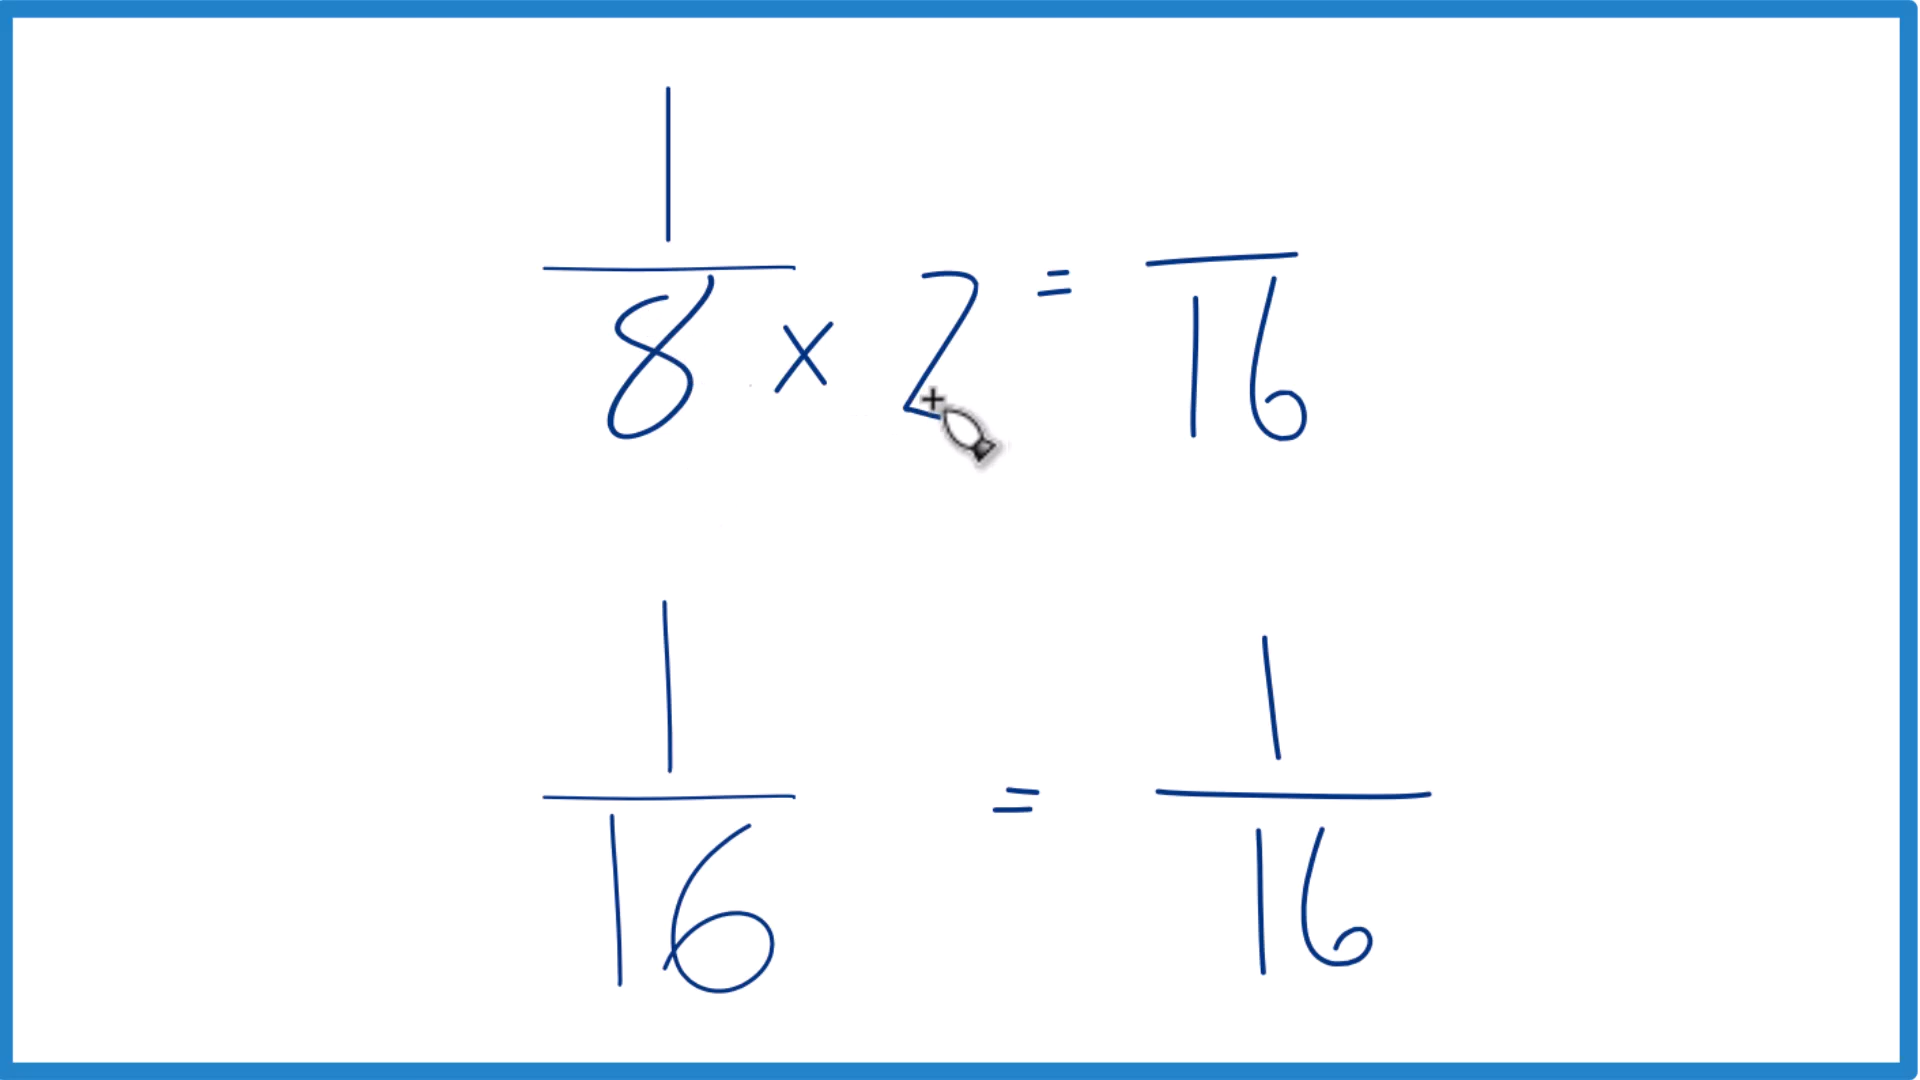 1
8 × 2 = 16
1 = 1
16 16